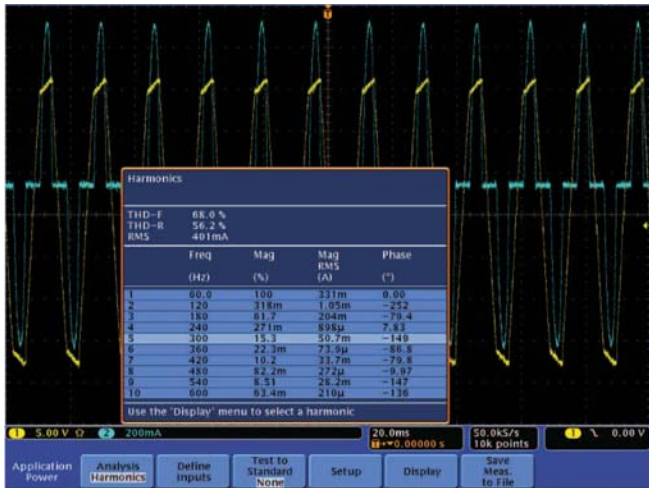 T
Harmonics
THD-F 68.0 %
THD-R 56.2 %
RMS 401mA
Freq Mag Mag Phase
RMS
(Hz) (%) (A) (°)
1 60.0 100 331m 0.00
2 120 318m 1.05m -252
3 180 61.7 204m -79.4
4 240 271m 898µ 7.83
5 300 15.3 50.7m -149
6 360 22.3m 73.9µ -86.8
7 420 10.2 33.7m -79.8
8 480 82.2m 272µ -9.97
9 540 8.51 28.2m -147
10 600 63.4m 210µ -136
Use the 'Display' menu to select a harmonic
1 5.00 V Ω 2 200mA 20.0ms 50.0kS/s 1 0.00 V
T 0.00000 s 10k points
Application Power
Analysis
Harmonics
Define Inputs
Test to Standard
None
Setup
Display
Save Meas. to File